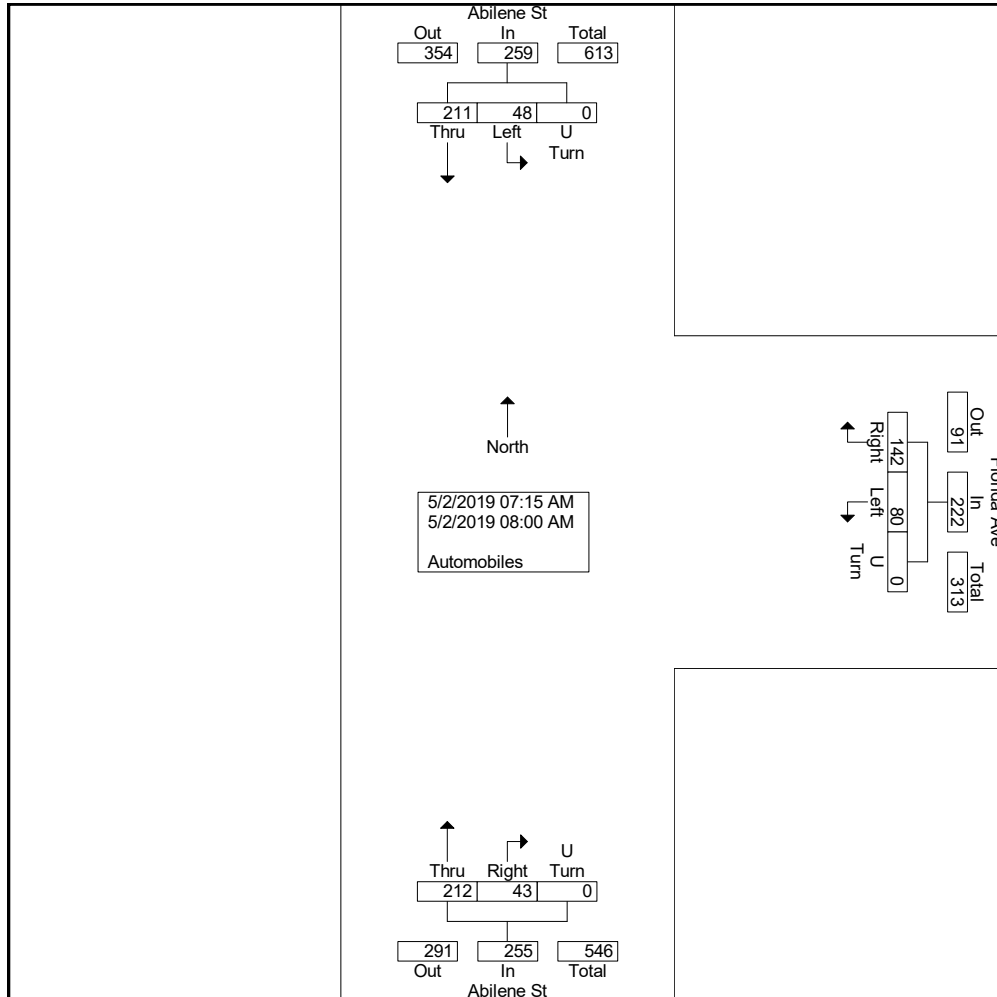 Abilene St
Out In Total
354 259 613
211 48 0
Thru Left U
Turn
North
5/2/2019 07:15 AM
5/2/2019 08:00 AM
Automobiles
Out In Total
91 222 313
142 80 0
Right Left U
Turn
U
Thru Right Turn
212 43 0
291 255 546
Out In Total
Abilene St